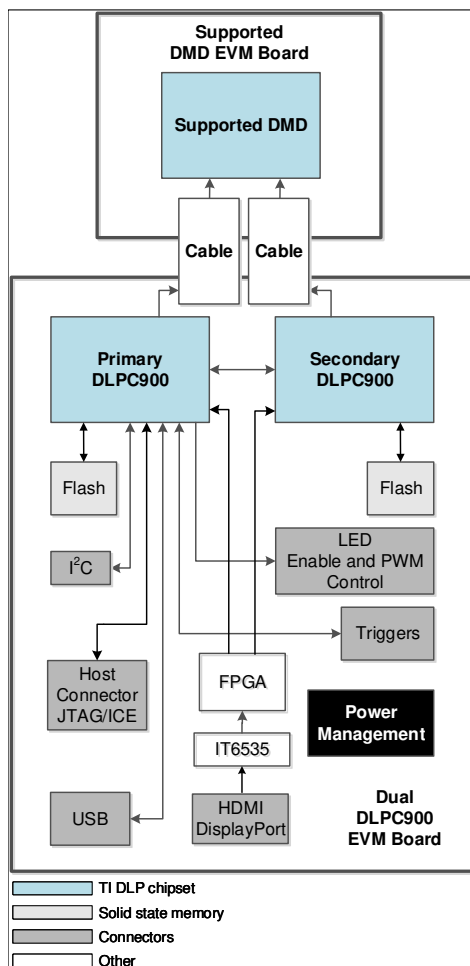 Supported
DMD EVM Board
Supported DMD
Cable
Cable
Primary
DLPC900
Secondary
DLPC900
Flash
Flash
I²C
LED
Enable and PWM
Control
Triggers
Host
Connector
JTAG/ICE
FPGA
Power
Management
IT6535
USB
HDMI
DisplayPort
Dual
DLPC900
EVM Board
TI DLP chipset
Solid state memory
Connectors
Other